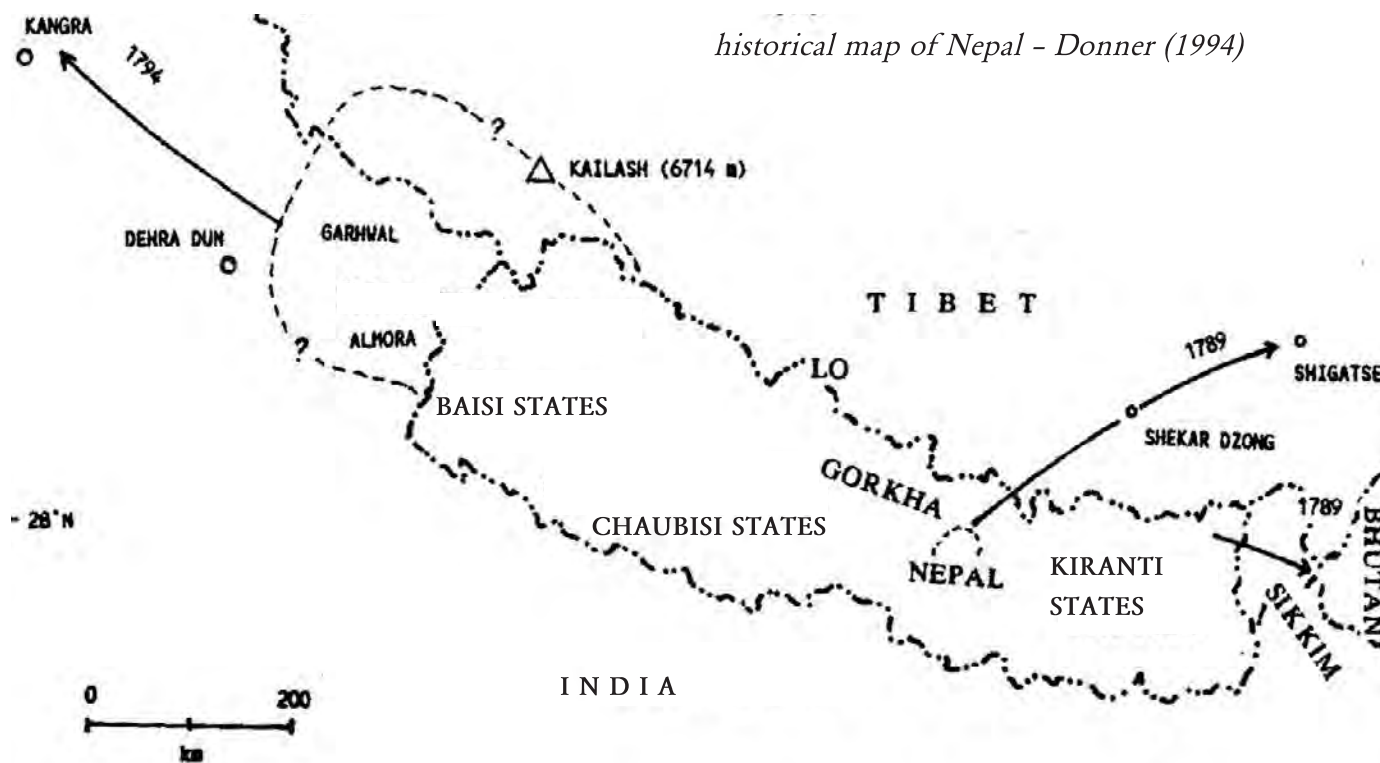 historical map of Nepal – Donner (1994)
KANGRA
1794
?
KAILASH (6714 m)
DEHRA DUN
GARHWAL
TIBET
?
ALMORA
LO
1789
SHIGATSE
BAISI STATES
SHEKAR DZONG
GORKHA
28°N
CHAUBISI STATES
1789
BHUTAN
NEPAL
KIRANTI
STATES
SIKKIM
INDIA
0 200
km